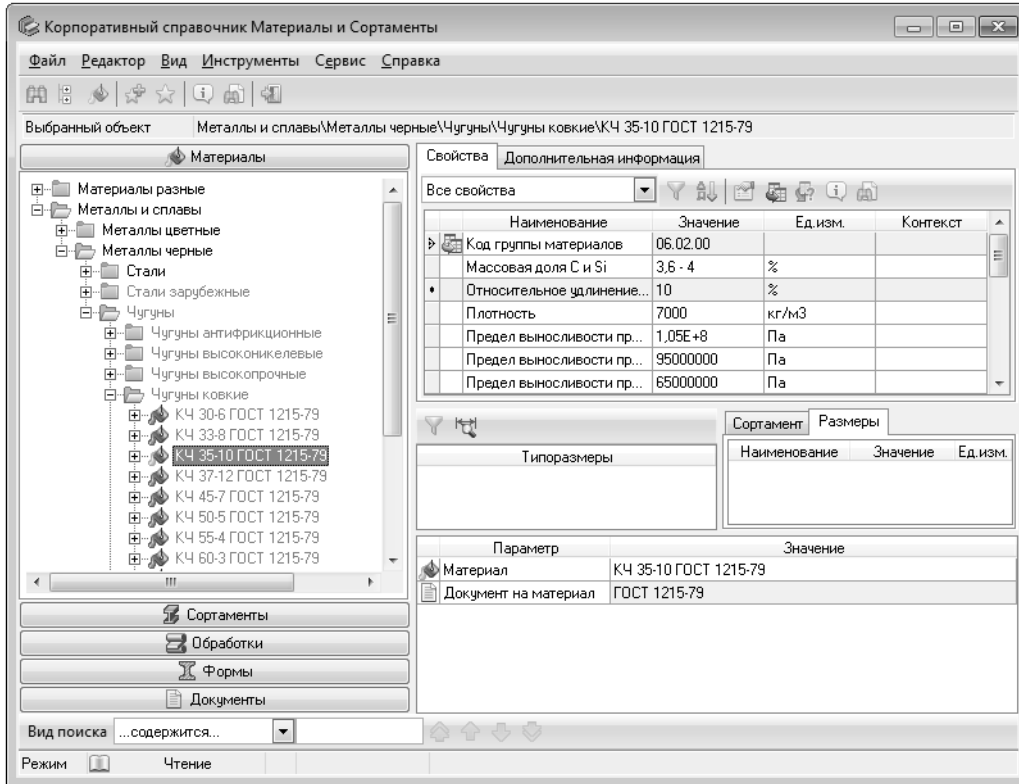 Корпоративный справочник Материалы и Сортаменты
Файл Редактор Вид Инструменты Сервис Справка
Выбранный объект Металлы и сплавы\Металлы черные\Чугуны\Чугуны ковкие\КЧ 35-10 ГОСТ 1215-79
Материалы
Материалы разные
Металлы и сплавы
Металлы цветные
Металлы черные
Стали
Стали зарубежные
Чугуны
Чугуны антифрикционные
Чугуны высоконикелевые
Чугуны высокопрочные
Чугуны ковкие
КЧ 30-6 ГОСТ 1215-79
КЧ 33-8 ГОСТ 1215-79
КЧ 35-10 ГОСТ 1215-79
КЧ 37-12 ГОСТ 1215-79
КЧ 45-7 ГОСТ 1215-79
КЧ 50-5 ГОСТ 1215-79
КЧ 55-4 ГОСТ 1215-79
КЧ 60-3 ГОСТ 1215-79
Сортаменты
Обработки
Формы
Документы
Свойства Дополнительная информация
Все свойства
Наименование Значение Ед.изм. Контекст
Код группы материалов 06.02.00
Массовая доля C и Si 3,6 - 4 %
Относительное удлинение... 10 %
Плотность 7000 кг/м3
Предел выносливости пр... 1,05E+8 Па
Предел выносливости пр... 95000000 Па
Предел выносливости пр... 65000000 Па
Типоразмеры
Сортамент Размеры
Наименование Значение Ед.изм.
Параметр Значение
Материал КЧ 35-10 ГОСТ 1215-79
Документ на материал ГОСТ 1215-79
Вид поиска ...содержится...
Режим Чтение